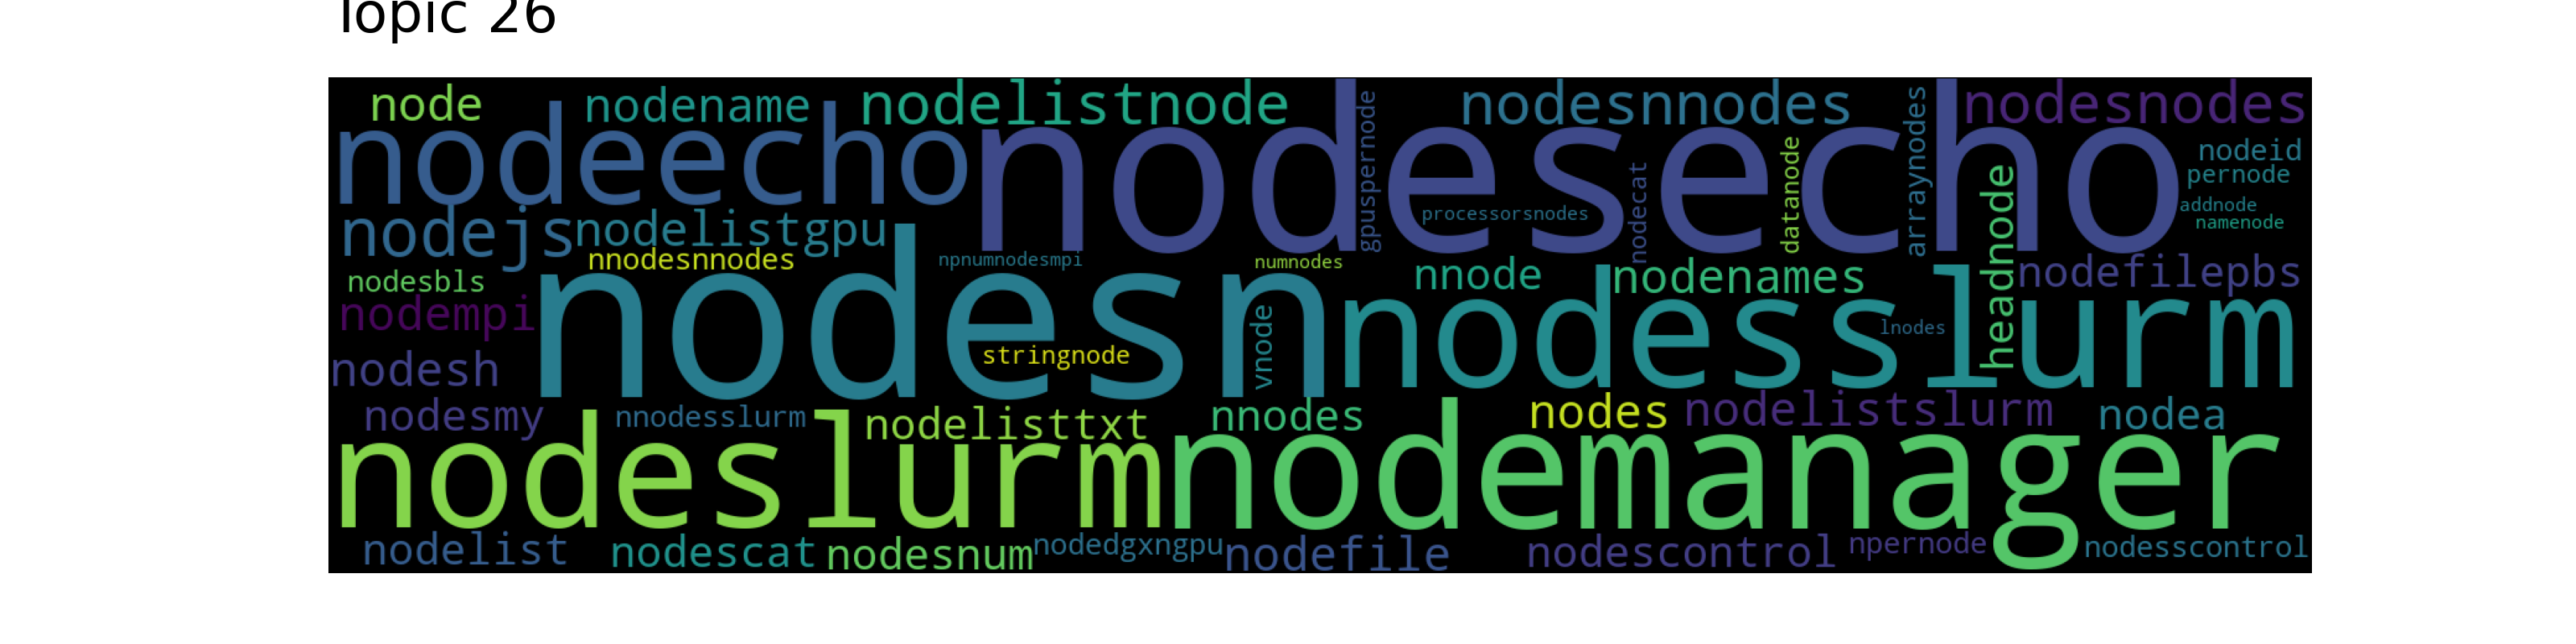 Topic 26
node nodename nodelistnode nodesnnodes nodesnodes
nodeecho nodesecho
gpuspernode
nodecat
datanode
arraynodes
headnode
nodeid
pernode
addnode
namenode
processorsnodes
nodejs nodelistgpu
nnodesnnodes npnumnodesmpi numnodes
nodesbls nnode nodenames nodefilepbs
nodempi nodesn nodesslurm
lnodes
vnode
stringnode
nodesh
nodesmy nnodesslurm nodelisttxt nnodes nodes nodelistslurm nodea
nodeslurm nodemanager
nodelist nodescat nodesnum nodedgxngpu nodefile nodescontrol npernode nodesscontrol